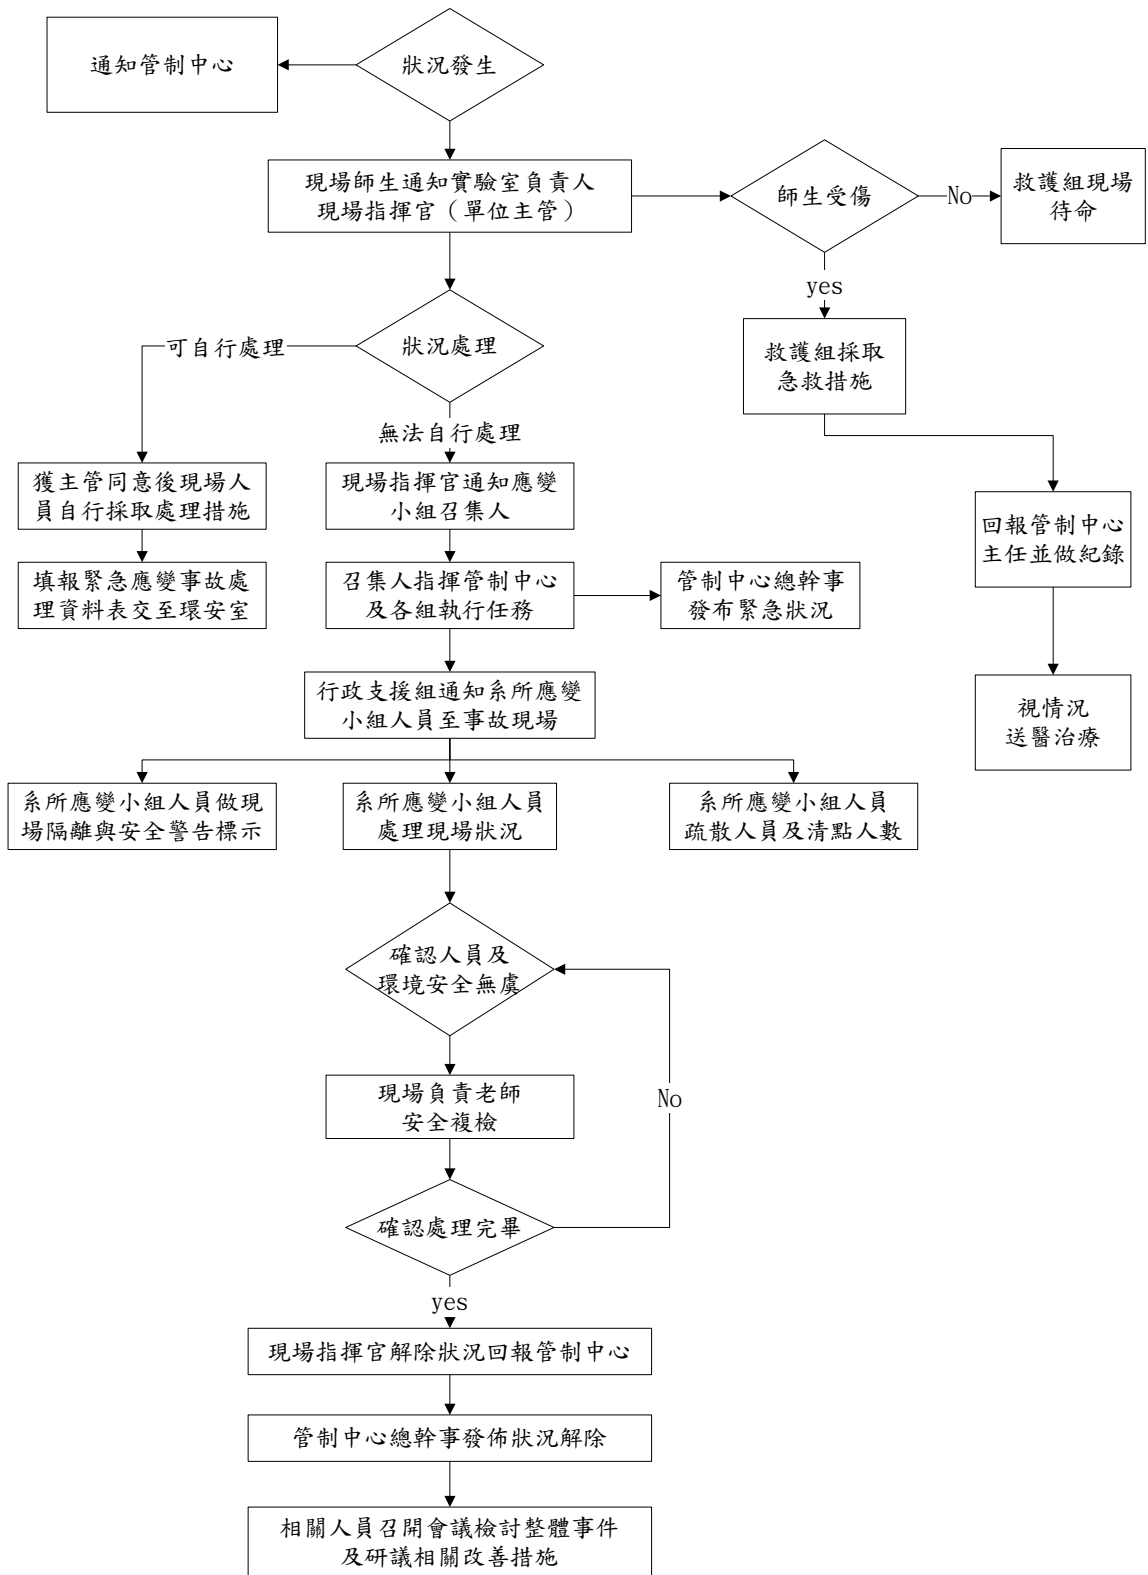 通知管制中心
狀況發生
現場師生通知實驗室負責人
現場指揮官（單位主管）
師生受傷
No
救護組現場
待命
yes
救護組採取
急救措施
可自行處理
狀況處理
無法自行處理
獲主管同意後現場人
員自行採取處理措施
現場指揮官通知應變
小組召集人
回報管制中心
主任並做紀錄
填報緊急應變事故處
理資料表交至環安室
召集人指揮管制中心
及各組執行任務
管制中心總幹事
發布緊急狀況
行政支援組通知系所應變
小組人員至事故現場
視情況
送醫治療
系所應變小組人員做現
場隔離與安全警告標示
系所應變小組人員
處理現場狀況
系所應變小組人員
疏散人員及清點人數
確認人員及
環境安全無虞
現場負責老師
安全複檢
No
確認處理完畢
yes
現場指揮官解除狀況回報管制中心
管制中心總幹事發佈狀況解除
相關人員召開會議檢討整體事件
及研議相關改善措施